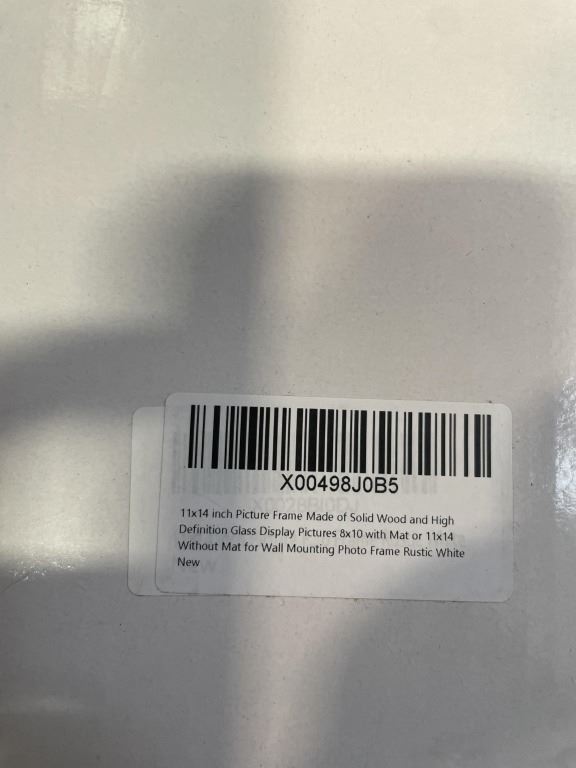 X00498J0B5
11x14 inch Picture Frame Made of Solid Wood and High
Definition Glass Display Pictures 8x10 with Mat or 11x14
Without Mat for Wall Mounting Photo Frame Rustic White
New